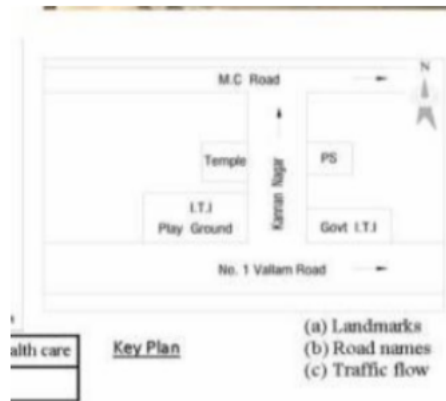 M.C Road
N
Temple
PS
Kannan Nagar
I.T.I
Play Ground
Govt I.T.I
No. 1 Vallam Road
alth care
Key Plan
(a) Landmarks
(b) Road names
(c) Traffic flow